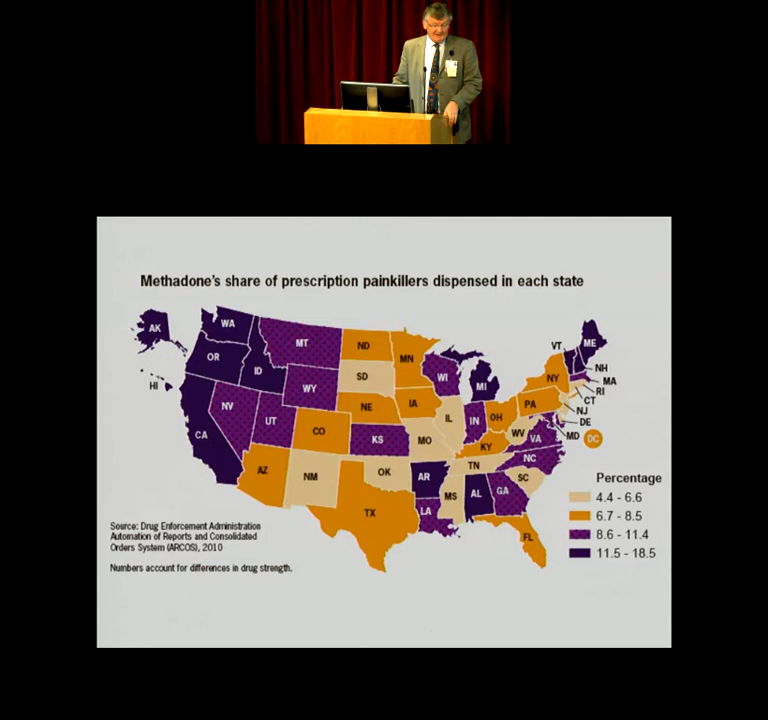 Methadone's share of prescription painkillers dispensed in each state
AK
WA
MT
ND
MN
VT
ME
OR
ID
NH
HI
SD
WI
MI
NY
MA
WY
RI
NV
IA
PA
CT
NE
NJ
CA
UT
IL
IN
OH
DE
CO
WV
VA
MD
DC
KS
MO
KY
AZ
NM
OK
TN
NC
AR
SC
Percentage
MS
AL
GA
4.4 - 6.6
TX
LA
6.7 - 8.5
FL
8.6 - 11.4
11.5 - 18.5
Source: Drug Enforcement Administration
Automation of Reports and Consolidated
Orders System (ARCOS), 2010
Numbers account for differences in drug strength.